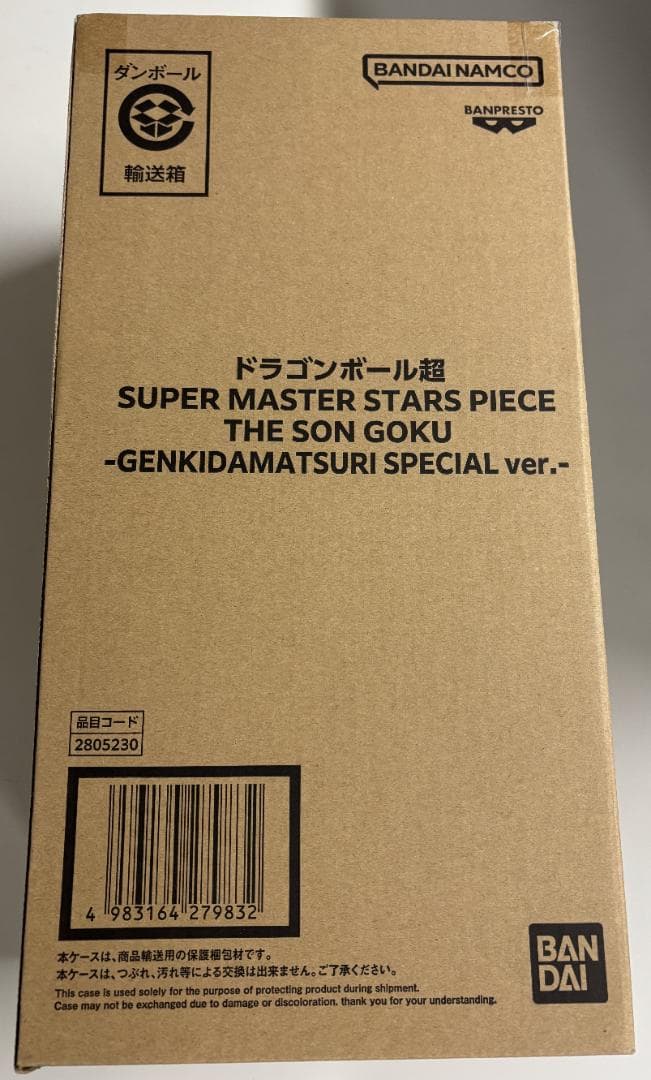 ダンボール
輸送箱
BANDAI NAMCO
BANPRESTO
ドラゴンボール超
SUPER MASTER STARS PIECE
THE SON GOKU
-GENKIDAMATSURI SPECIAL ver.-
品目コード
2805230
4 983164 279832
本ケースは、商品輸送用の保護梱包材です。
本ケースは、つぶれ、汚れ等による交換は出来ません。ご了承ください。
This case is used solely for the purpose of protecting product during shipment.
Case may not be exchanged due to damage or discoloration. thank you for your understanding.
BAN
DAI